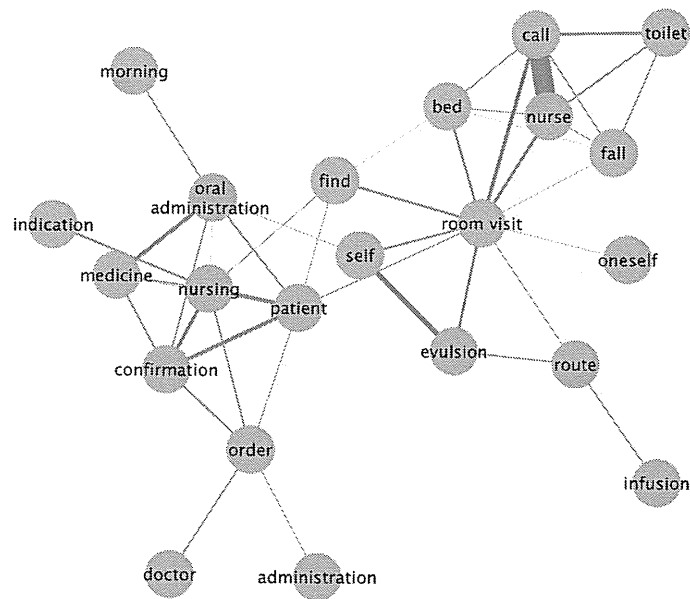 call
toilet
morning
bed
nurse
fall
find
oral
administration
indication
room visit
self
oneself
medicine
nursing
patient
evulsion
route
confirmation
order
infusion
doctor
administration